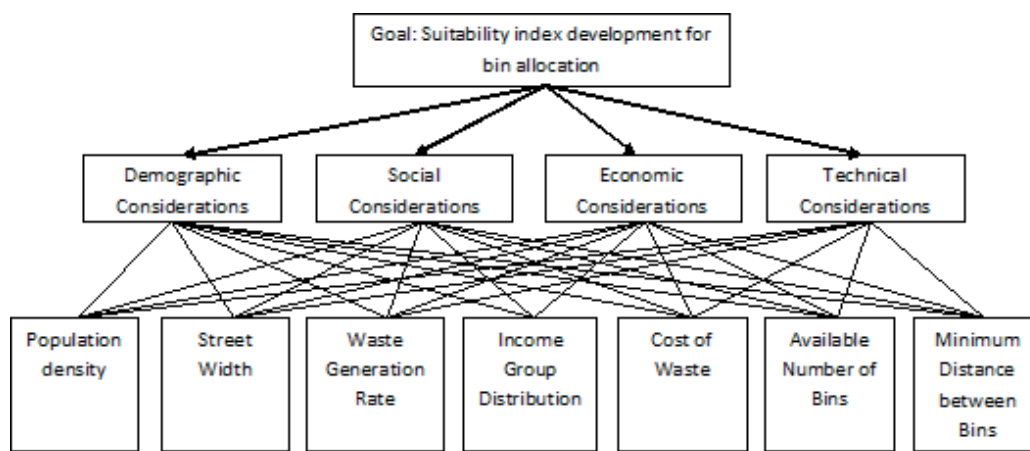 Goal: Suitability index development for
bin allocation
Demographic
Considerations
Social
Considerations
Economic
Considerations
Technical
Considerations
Population
density
Street
Width
Waste
Generation
Rate
Income
Group
Distribution
Cost of
Waste
Available
Number of
Bins
Minimum
Distance
between
Bins